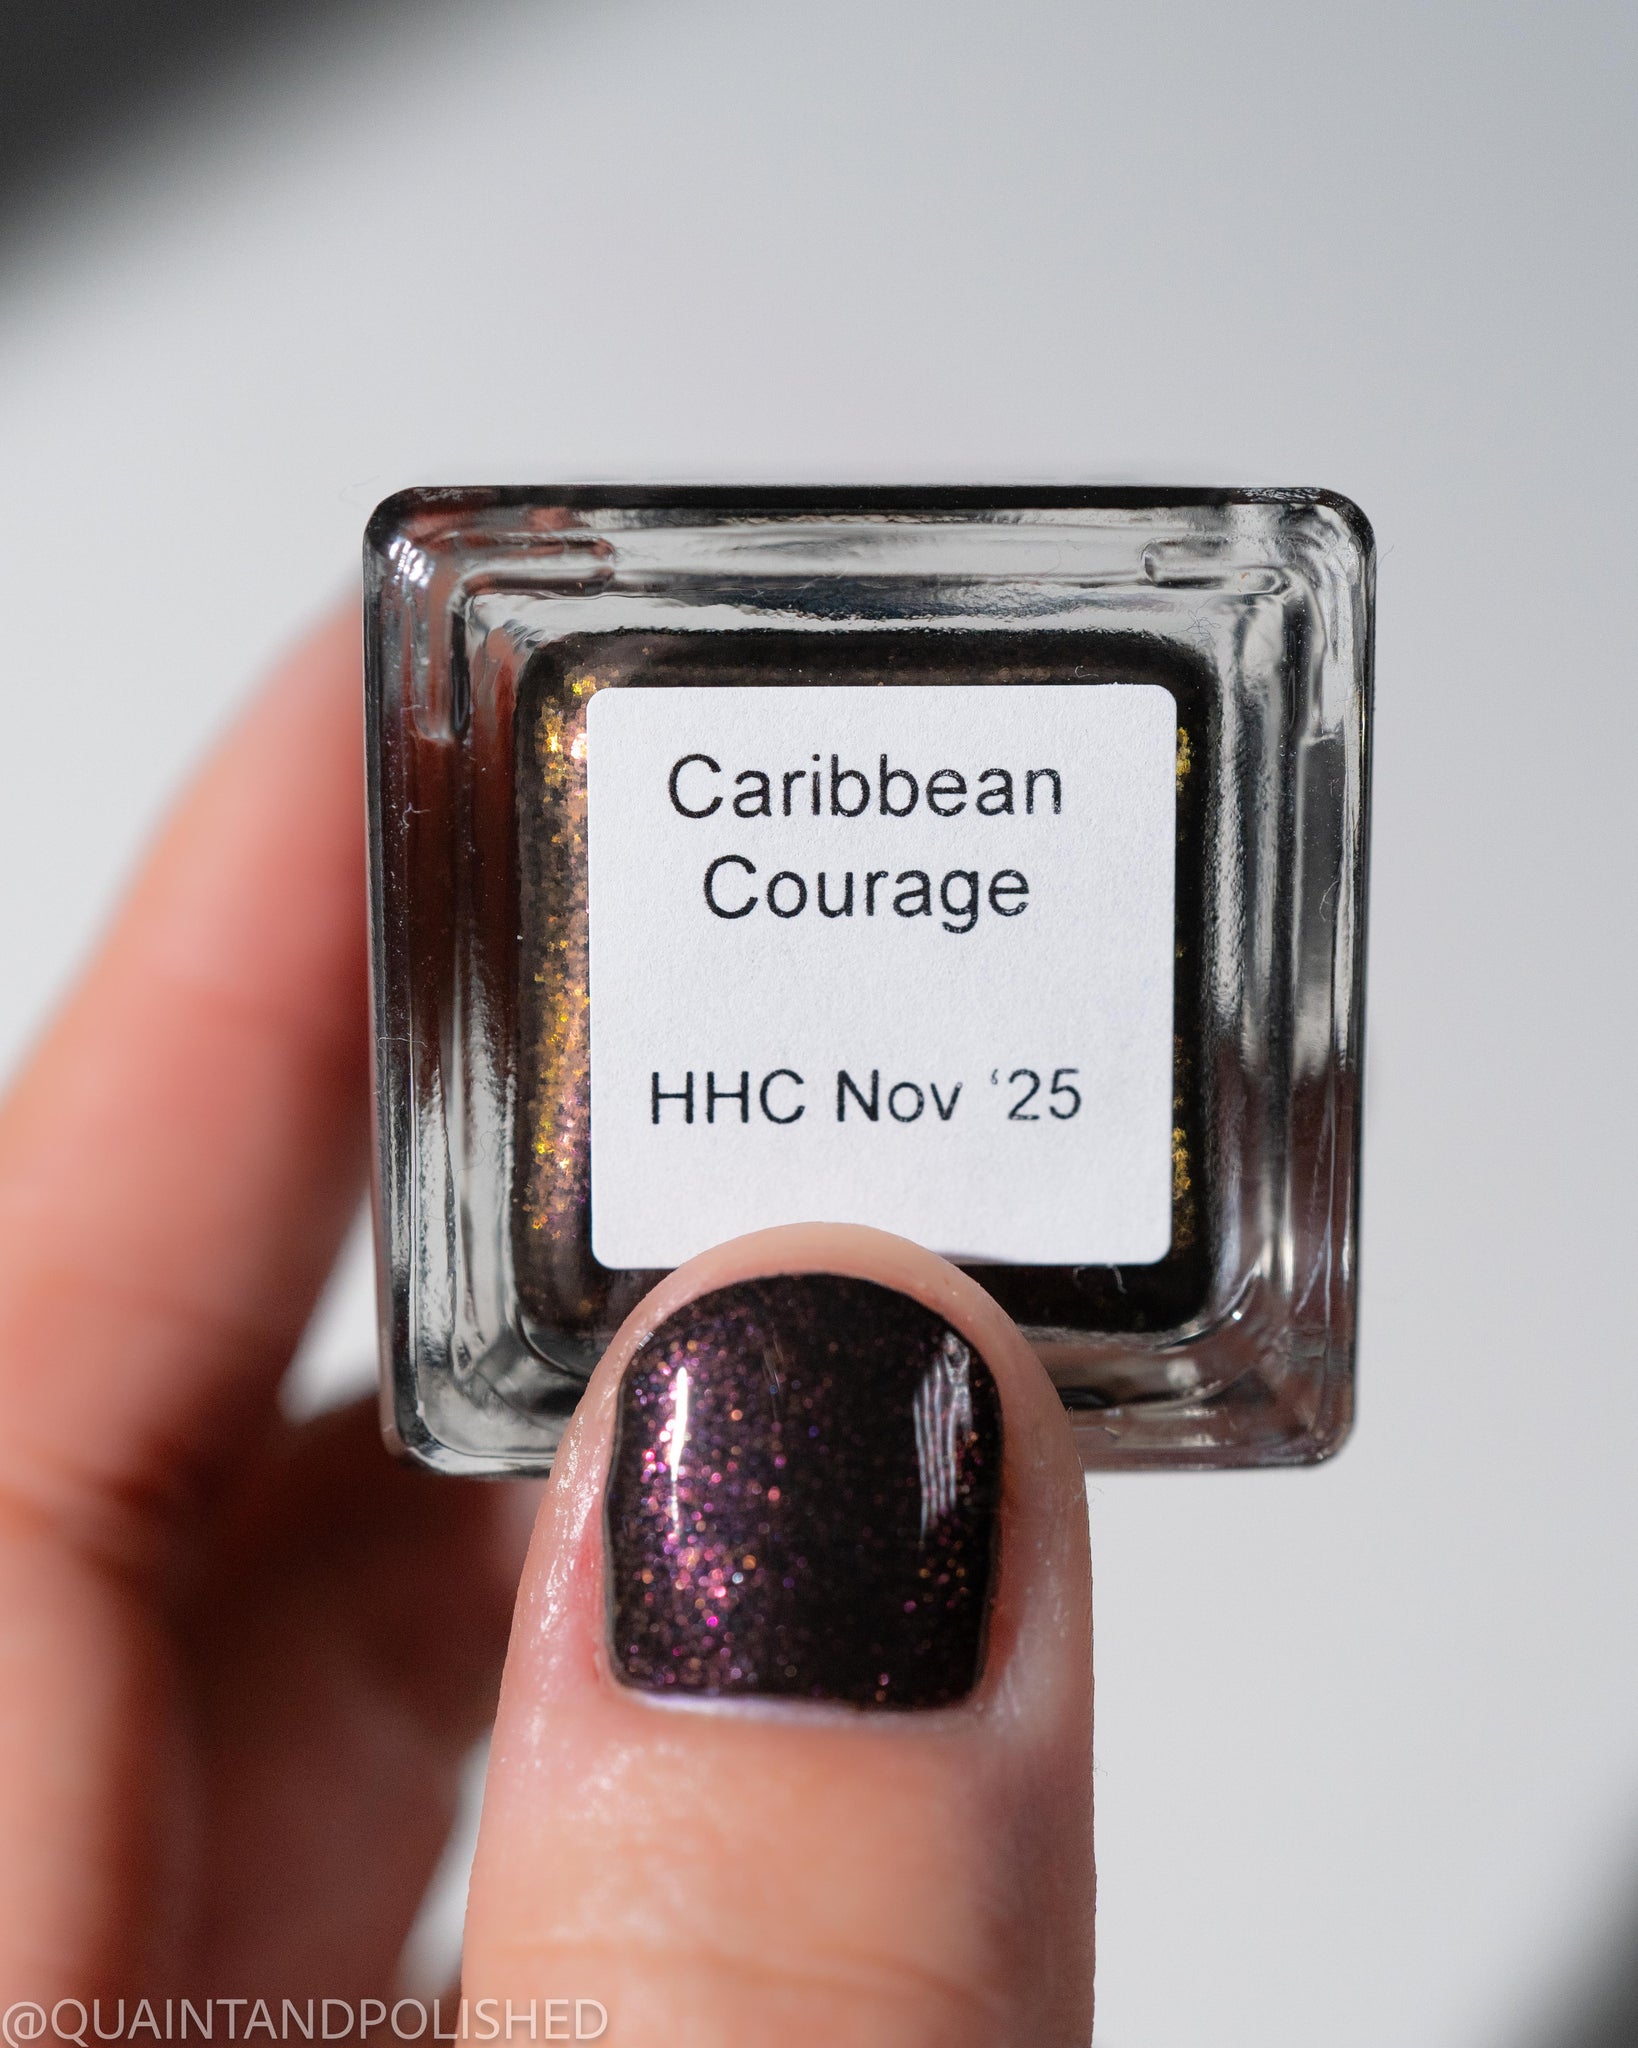 Caribbean
Courage
HHC Nov ‘25
@QUAINTANDPOLISHED